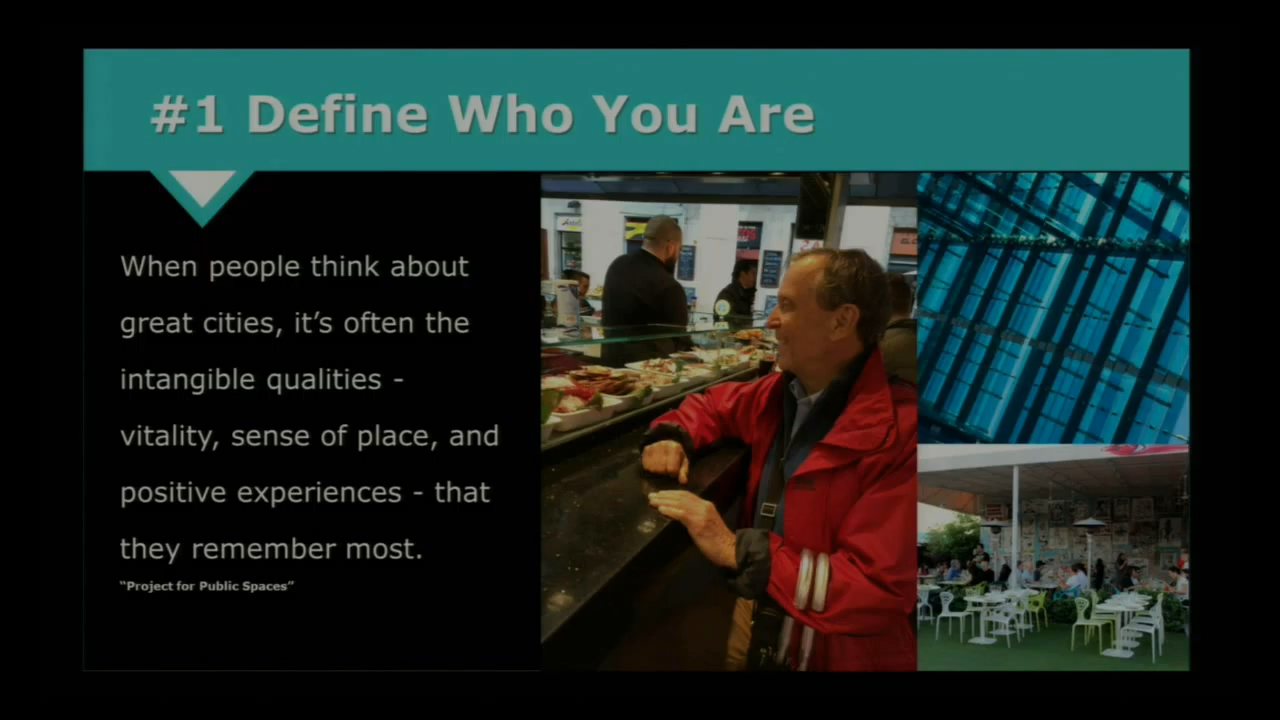 #1 Define Who You Are
When people think about
great cities, it’s often the
intangible qualities -
vitality, sense of place, and
positive experiences - that
they remember most.
“Project for Public Spaces”